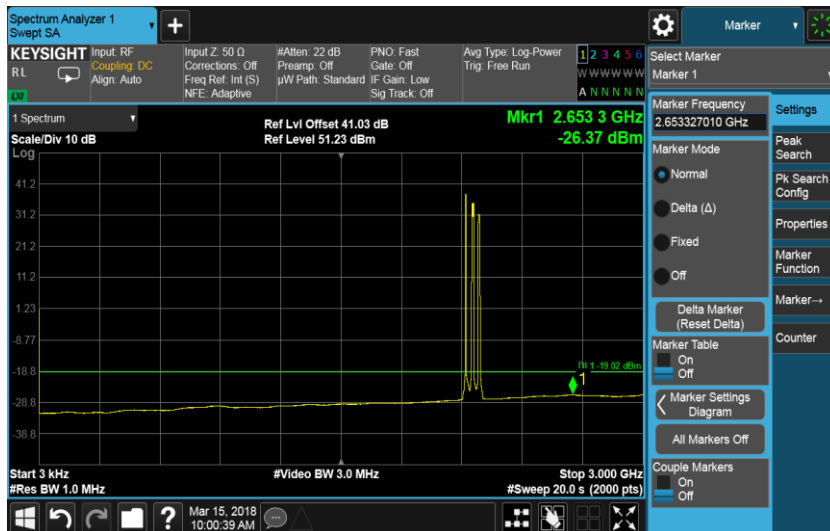 Spectrum Analyzer 1
Swept SA
Marker
KEYSIGHT
R L
LXI
Input: RF
Coupling: DC
Align: Auto
Input Z: 50 Ω
Corrections: Off
Freq Ref: Int (S)
NFE: Adaptive
#Atten: 22 dB
Preamp: Off
µW Path: Standard
PNO: Fast
Gate: Off
IF Gain: Low
Sig Track: Off
Avg Type: Log-Power
Trig: Free Run
1 2 3 4 5 6
W W W W W W
A N N N N N
Select Marker
Marker 1
1 Spectrum
Scale/Div 10 dB
Log
Ref Lvl Offset 41.03 dB
Ref Level 51.23 dBm
Mkr1 2.653 3 GHz
-26.37 dBm
41.2
31.2
21.2
11.2
1.23
-8.77
-18.8
-28.8
-38.8
DL1 -19.02 dBm
1
Start 3 kHz
#Res BW 1.0 MHz
#Video BW 3.0 MHz
Stop 3.000 GHz
#Sweep 20.0 s (2000 pts)
Marker Frequency
2.653327010 GHz
Marker Mode
Normal
Delta (Δ)
Fixed
Off
Delta Marker
(Reset Delta)
Marker Table
On
Off
Marker Settings
Diagram
All Markers Off
Couple Markers
On
Off
Settings
Peak
Search
Pk Search
Config
Properties
Marker
Function
Marker→
Counter
?
Mar 15, 2018
10:00:39 AM